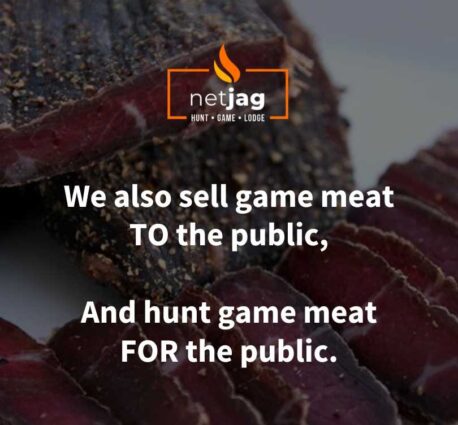 netjag
HUNT • GAME • LODGE
We also sell game meat
TO the public,
And hunt game meat
FOR the public.